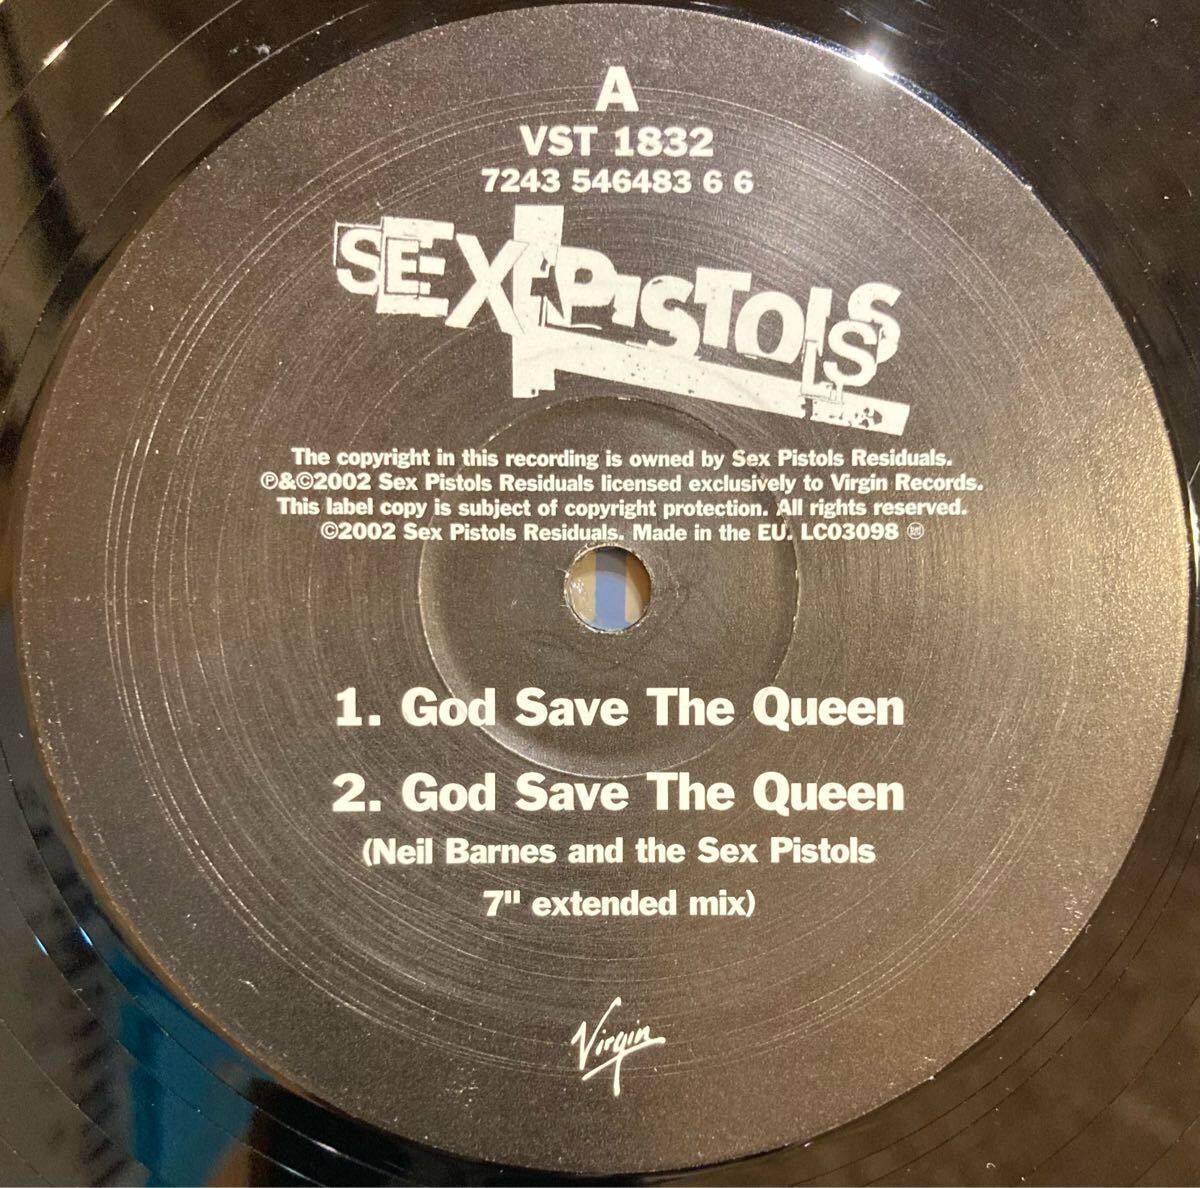 A
VST 1832
7243 546483 6 6
SEX PISTOLS
The copyright in this recording is owned by Sex Pistols Residuals.
℗&©2002 Sex Pistols Residuals licensed exclusively to Virgin Records.
This label copy is subject of copyright protection. All rights reserved.
©2002 Sex Pistols Residuals. Made in the EU. LC03098
1. God Save The Queen
2. God Save The Queen
(Neil Barnes and the Sex Pistols
7" extended mix)
Virgin